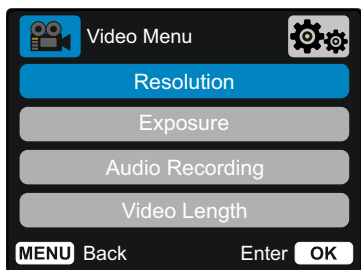 Video Menu
Resolution
Exposure
Audio Recording
Video Length
MENU Back Enter OK